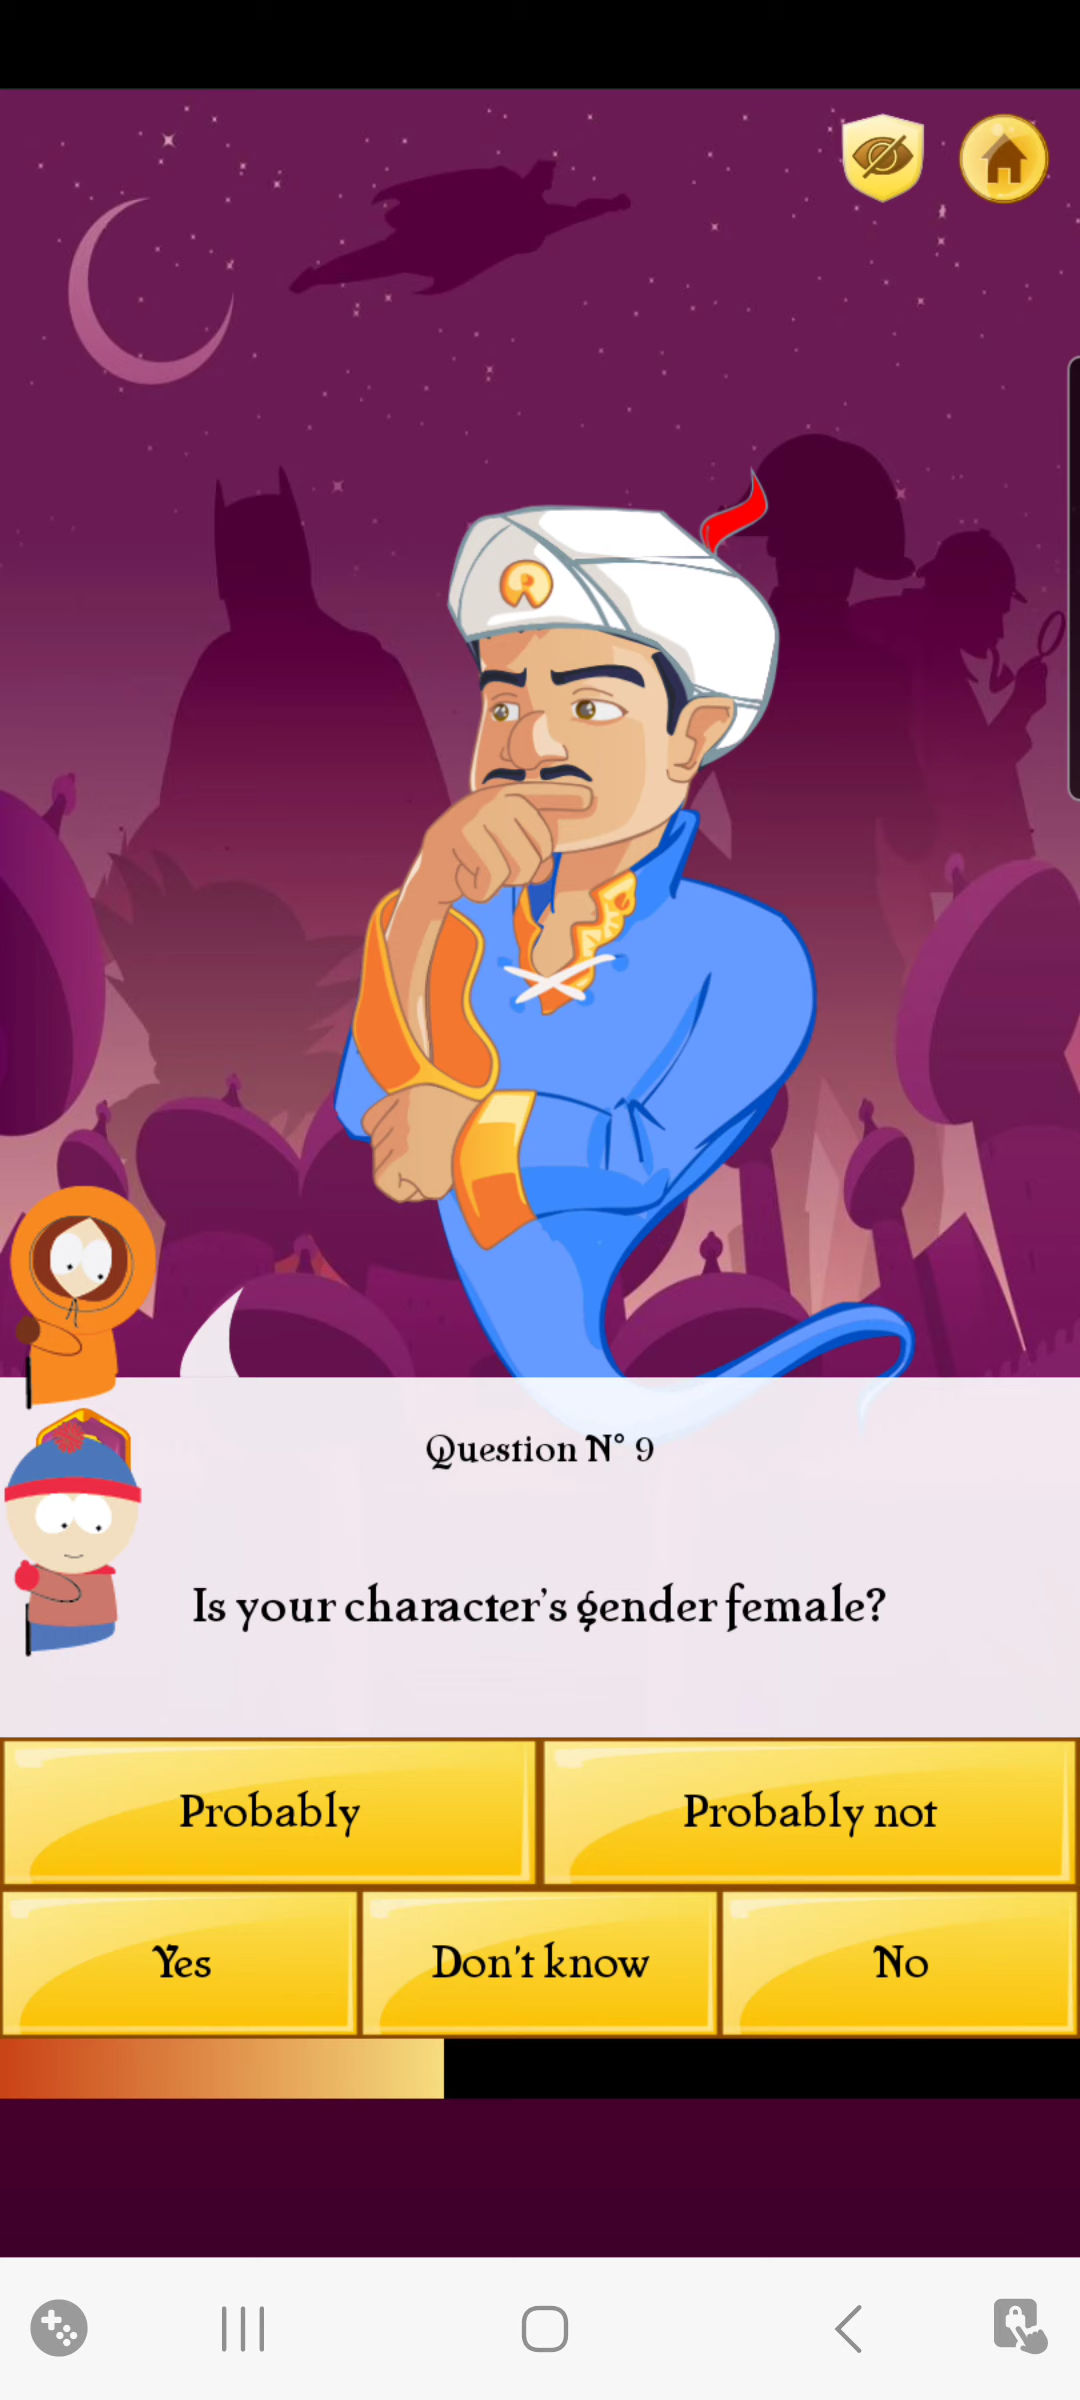 Question N° 9
Is your character's gender female?
Probably
Probably not
Yes
Don't know
No